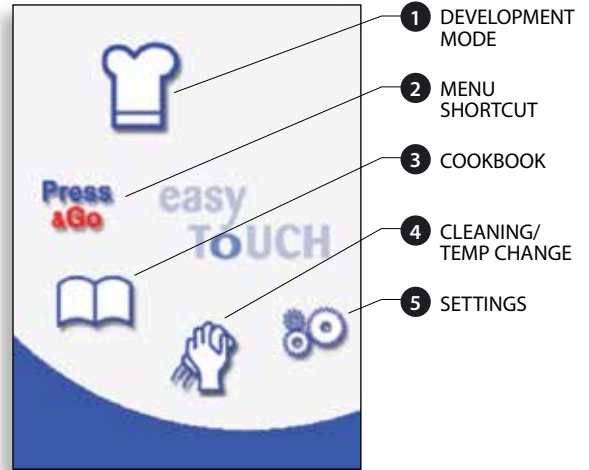 1 DEVELOPMENT
MODE
2 MENU
SHORTCUT
3 COOKBOOK
4 CLEANING/
TEMP CHANGE
5 SETTINGS
Press
&Go
easy
ToUCH